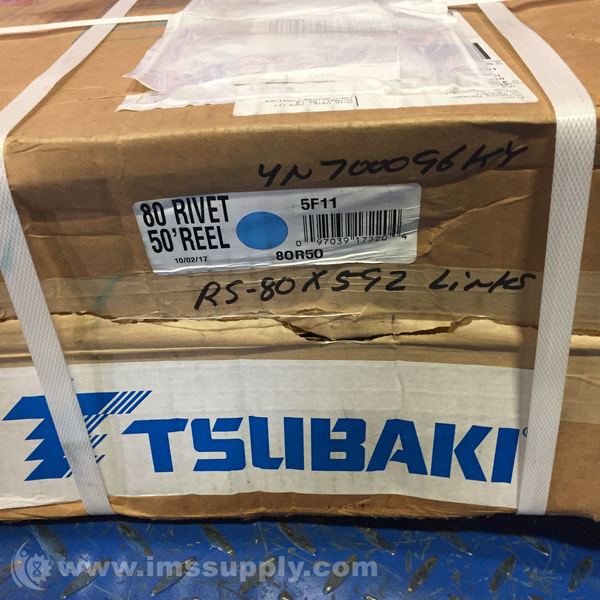 4N700096KY
80 RIVET
50' REEL
10/02/17
5F11
0 97039 17220 4
80R50
RS-80X592 Links
TSUBAKI
www.imssupply.com